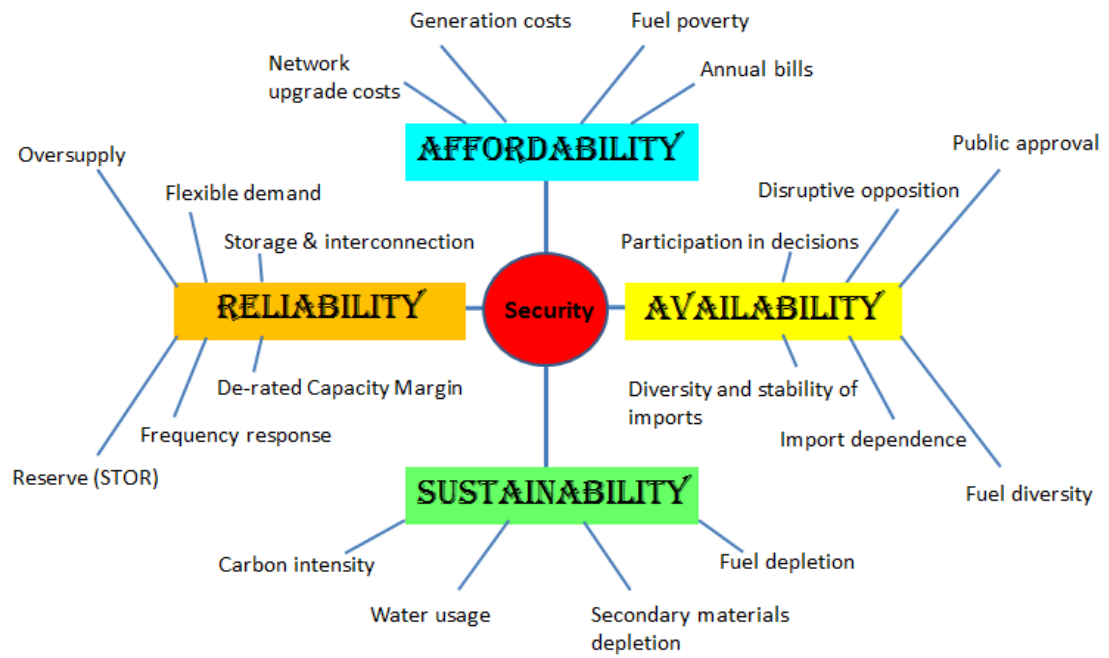 Generation costs
Fuel poverty
Network
upgrade costs
Annual bills
AFFORDABILITY
Oversupply
Flexible demand
Storage & interconnection
RELIABILITY
De-rated Capacity Margin
Frequency response
Reserve (STOR)
Security
Public approval
Disruptive opposition
Participation in decisions
AVAILABILITY
Diversity and stability of
imports
Import dependence
Fuel diversity
SUSTAINABILITY
Carbon intensity
Water usage
Secondary materials
depletion
Fuel depletion